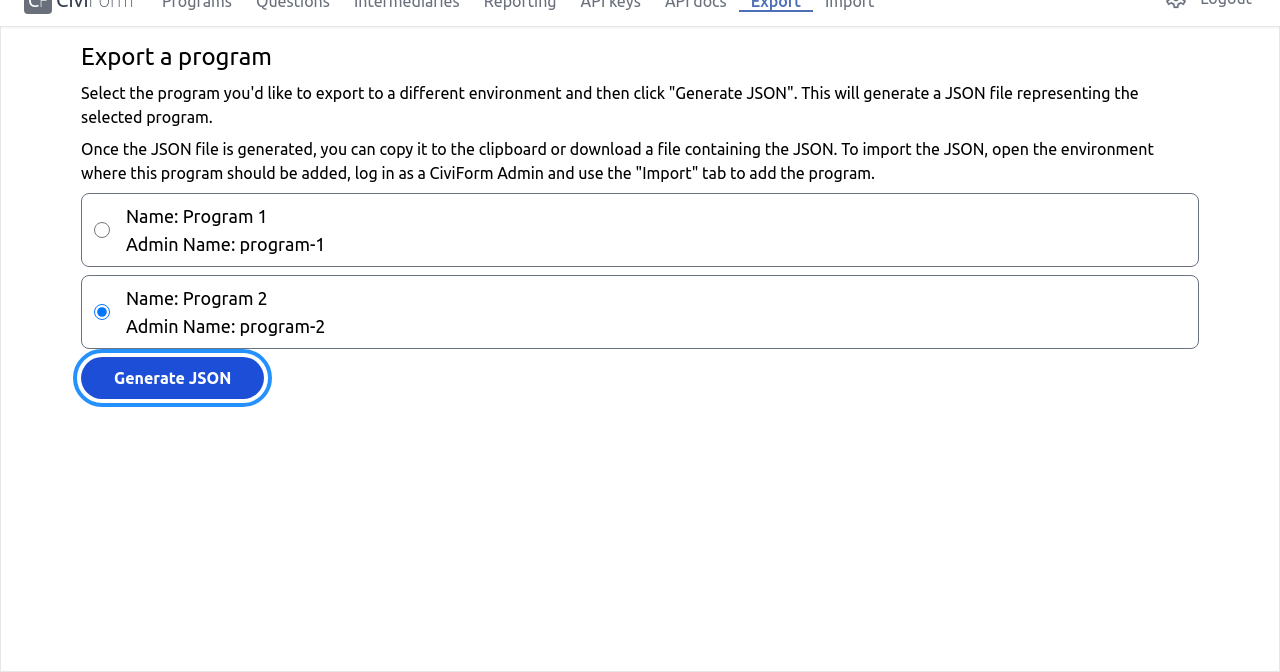 CF CiviForm Programs Questions Intermediaries Reporting API keys API docs Export Import Logout
Export a program
Select the program you'd like to export to a different environment and then click "Generate JSON". This will generate a JSON file representing the
selected program.
Once the JSON file is generated, you can copy it to the clipboard or download a file containing the JSON. To import the JSON, open the environment
where this program should be added, log in as a CiviForm Admin and use the "Import" tab to add the program.
Name: Program 1
Admin Name: program-1
Name: Program 2
Admin Name: program-2
Generate JSON